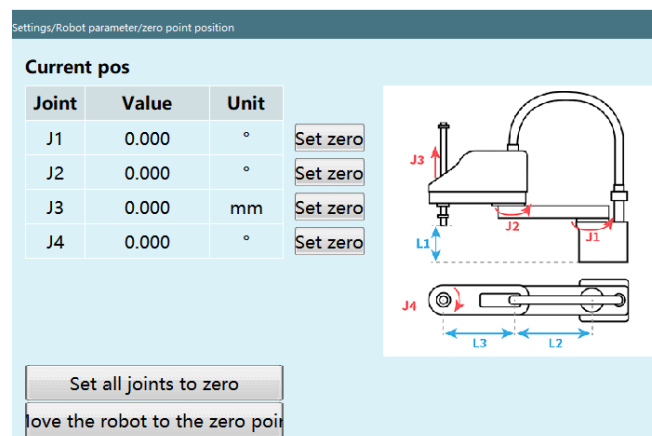 Settings/Robot parameter/zero point position
Current pos
Joint Value Unit
J1 0.000 ° Set zero
J2 0.000 ° Set zero
J3 0.000 mm Set zero
J4 0.000 ° Set zero
J3
J2
J1
L1
J4
L3 L2
Set all joints to zero
the robot to the zero